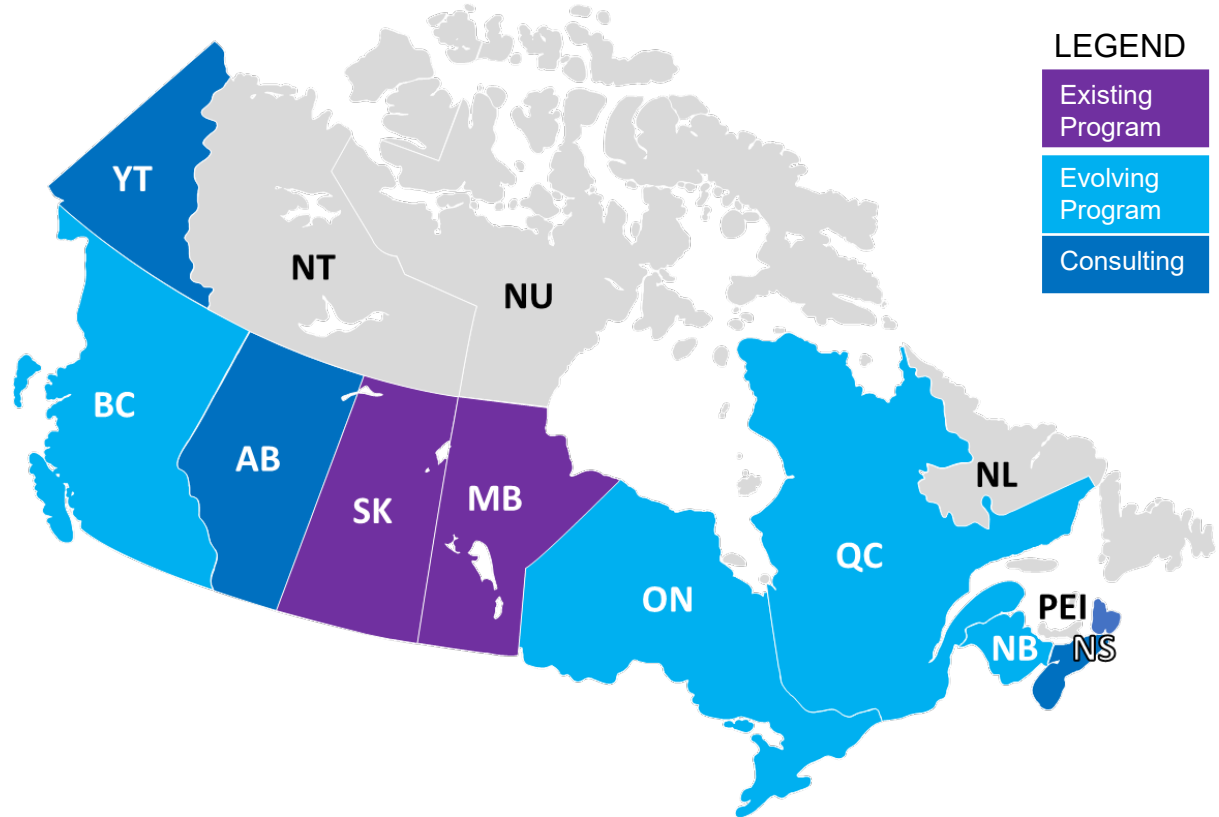 LEGEND
Existing
Program
Evolving
Program
Consulting
YT
NT
NU
BC
AB
SK
MB
ON
QC
NL
PEI
NB
NS